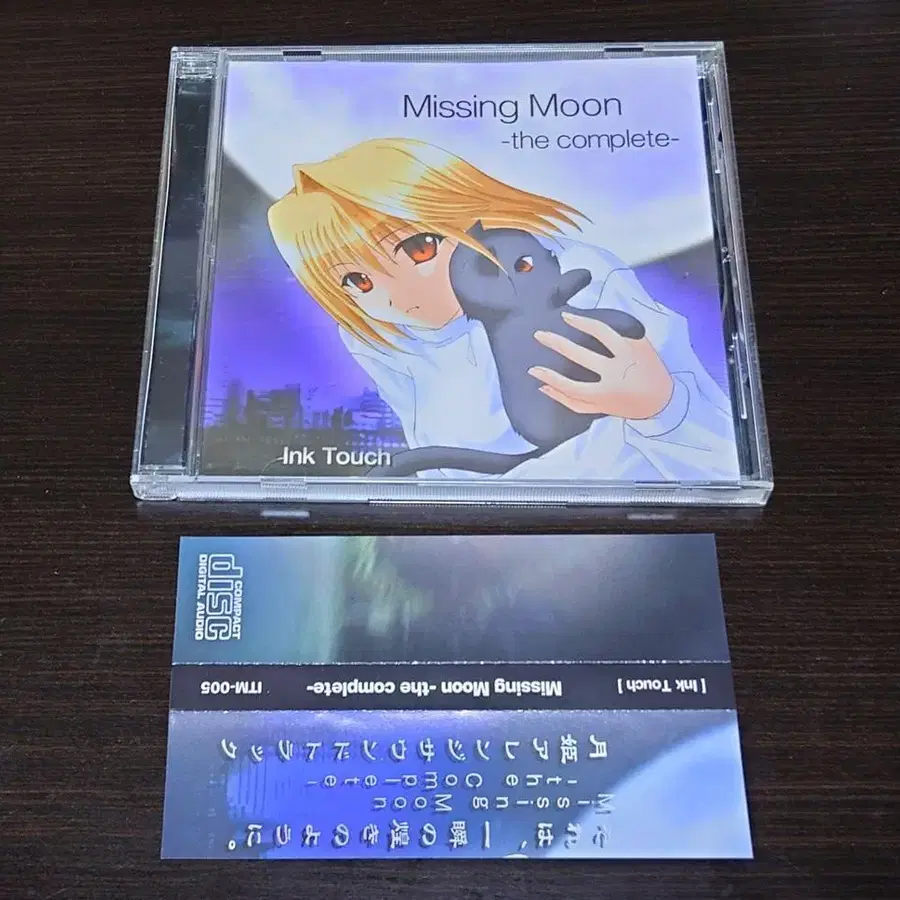 Missing Moon
-the complete-
Ink Touch
COMPACT
disc
DIGITAL AUDIO
[ Ink Touch ] Missing Moon -the complete- ITM-005
それは、一瞬の煌きのように。
Missing Moon
-the Complete-
月姫アレンジサウンドトラック